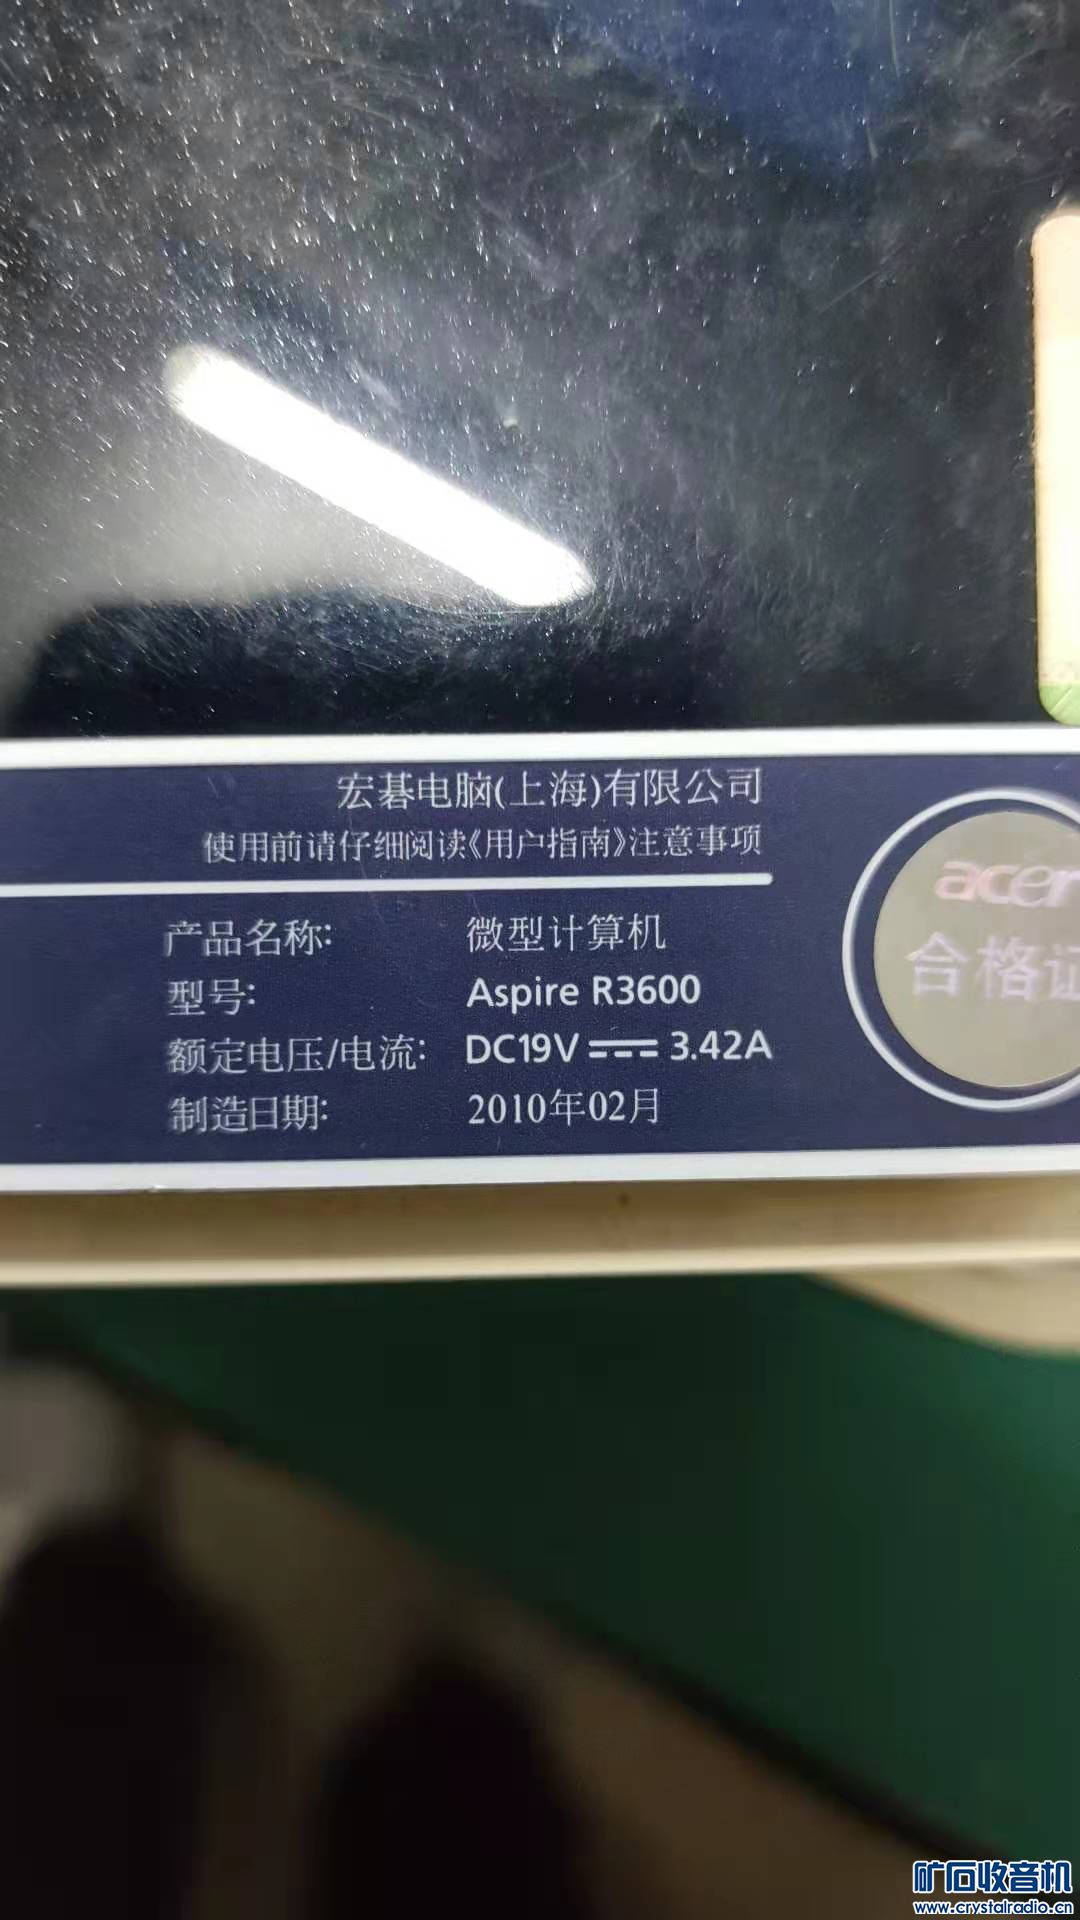 宏碁电脑(上海)有限公司
使用前请仔细阅读《用户指南》注意事项
产品名称: 微型计算机
型号: Aspire R3600
额定电压/电流: DC19V 3.42A
制造日期: 2010年02月
acer
合格证
矿石收音机
www.crystalradio.cn